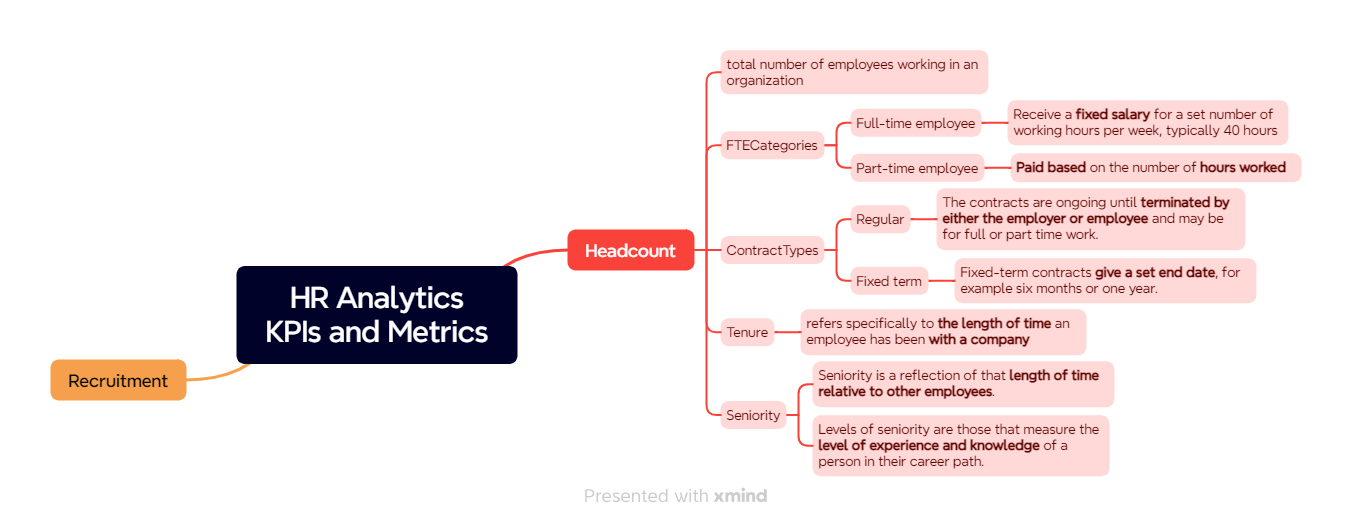 HR Analytics
KPIs and Metrics
Recruitment
Headcount
total number of employees working in an
organization
FTECategories
Full-time employee
Receive a fixed salary for a set number of
working hours per week, typically 40 hours
Part-time employee
Paid based on the number of hours worked
ContractTypes
Regular
The contracts are ongoing until terminated by
either the employer or employee and may be
for full or part time work.
Fixed term
Fixed-term contracts give a set end date, for
example six months or one year.
Tenure
refers specifically to the length of time an
employee has been with a company
Seniority
Seniority is a reflection of that length of time
relative to other employees.
Levels of seniority are those that measure the
level of experience and knowledge of a
person in their career path.
Presented with xmind